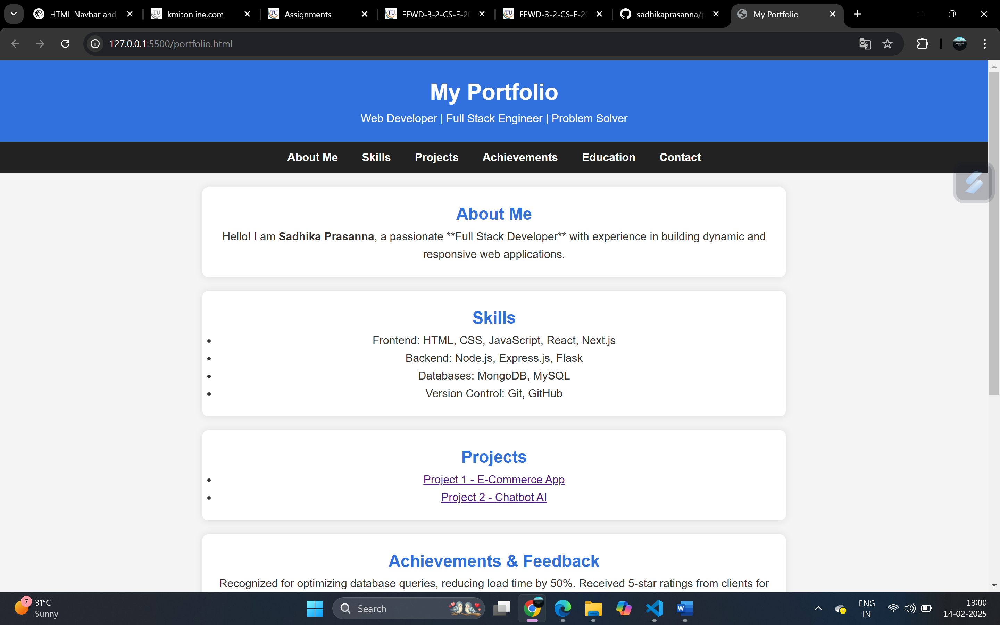 HTML Navbar and
kmitonline.com
Assignments
FEWD-3-2-CS-E-20
FEWD-3-2-CS-E-20
sadhikaprasanna/p
My Portfolio
127.0.0.1:5500/portfolio.html
My Portfolio
Web Developer | Full Stack Engineer | Problem Solver
About Me Skills Projects Achievements Education Contact
About Me
Hello! I am Sadhika Prasanna, a passionate **Full Stack Developer** with experience in building dynamic and
responsive web applications.
Skills
• Frontend: HTML, CSS, JavaScript, React, Next.js
• Backend: Node.js, Express.js, Flask
• Databases: MongoDB, MySQL
• Version Control: Git, GitHub
Projects
• Project 1 - E-Commerce App
• Project 2 - Chatbot AI
Achievements & Feedback
Recognized for optimizing database queries, reducing load time by 50%. Received 5-star ratings from clients for
7
31°C
Sunny
Search
ENG
IN
13:00
14-02-2025